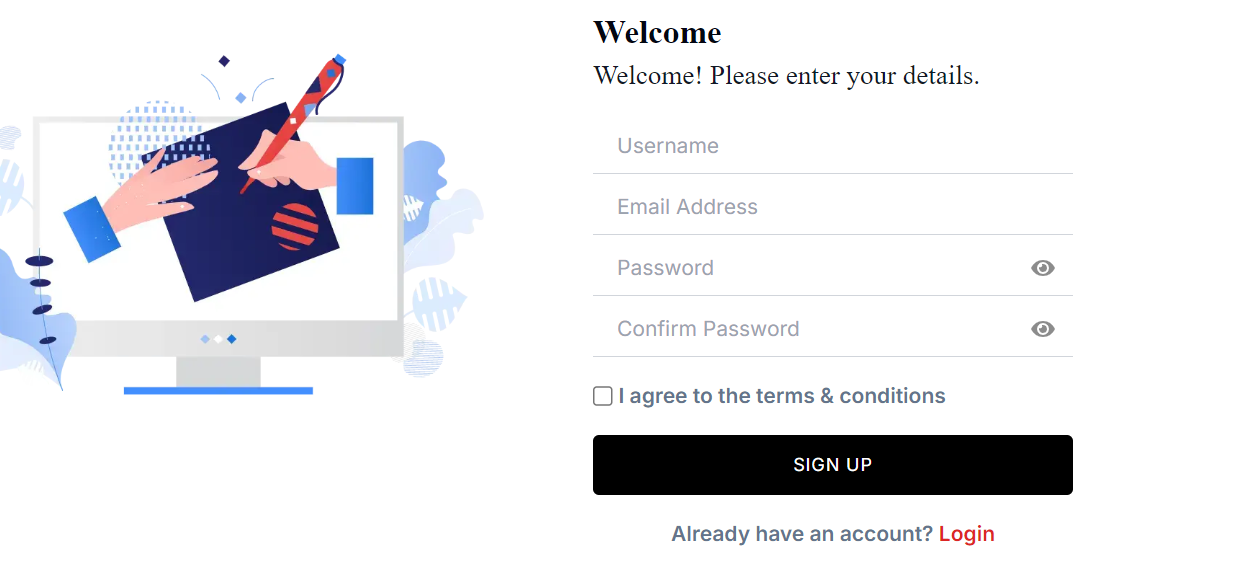 Welcome
Welcome! Please enter your details.
Username
Email Address
Password
Confirm Password
I agree to the terms & conditions
SIGN UP
Already have an account? Login